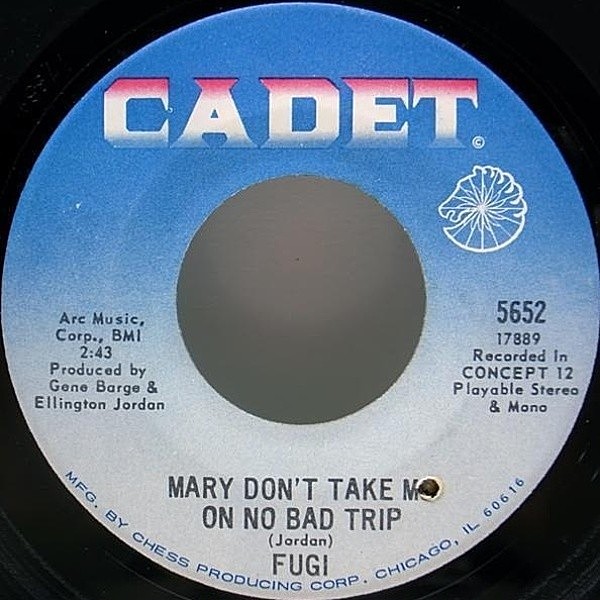 CADET
©
Arc Music,
Corp., BMI
2:43
Produced by
Gene Barge &
Ellington Jordan
5652
17889
Recorded In
CONCEPT 12
Playable Stereo
& Mono
MARY DON'T TAKE M
ON NO BAD TRIP
(Jordan)
FUGI
MFG. BY CHESS PRODUCING CORP. CHICAGO, IL 60616